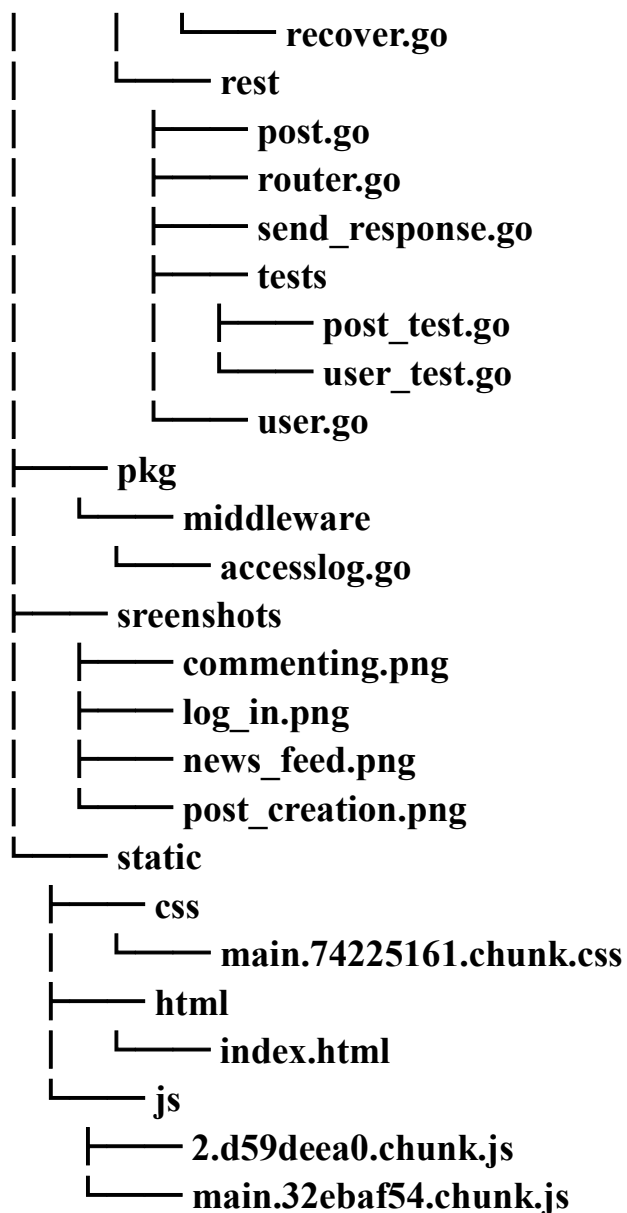 │ │ └── recover.go
│ └── rest
│ ├── post.go
│ ├── router.go
│ ├── send_response.go
│ ├── tests
│ │ ├── post_test.go
│ │ └── user_test.go
│ └── user.go
├── pkg
│ └── middleware
│ └── accesslog.go
├── sreenshots
│ ├── commenting.png
│ ├── log_in.png
│ ├── news_feed.png
│ └── post_creation.png
└── static
├── css
│ └── main.74225161.chunk.css
├── html
│ └── index.html
└── js
├── 2.d59deea0.chunk.js
└── main.32ebaf54.chunk.js